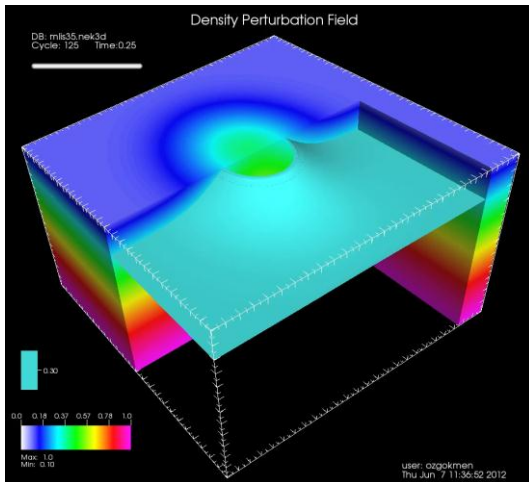 Density Perturbation Field
DB: mlis35.nek3d
Cycle: 125 Time:0.25
0.30
0.0 0.18 0.37 0.57 0.78 1.0
Max: 1.0
Min: 0.10
user: ozgokmen
Thu Jun 7 11:36:52 2012